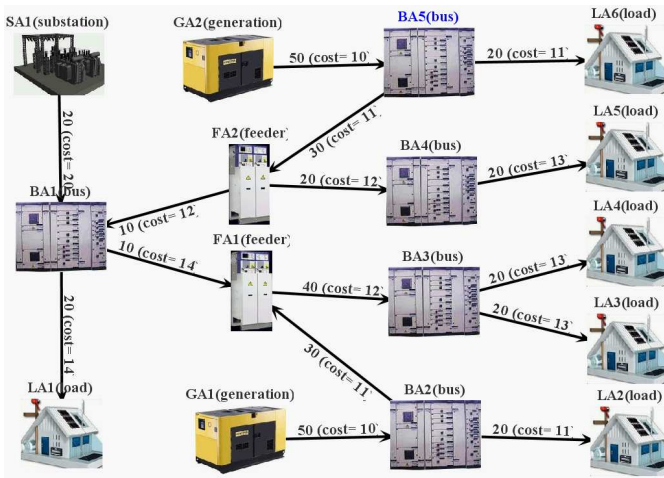 SA1(substation)
GA2(generation)
BA5(bus)
LA6(load)
50 (cost= 10)
20 (cost= 11)
20 (cost= 20)
30 (cost= 11)
FA2(feeder)
BA4(bus)
LA5(load)
20 (cost= 12)
20 (cost= 13)
BA1(bus)
10 (cost= 12)
LA4(load)
10 (cost= 14)
FA1(feeder)
BA3(bus)
20 (cost= 13)
40 (cost= 12)
LA3(load)
20 (cost= 13)
20 (cost= 14)
30 (cost= 11)
LA1(load)
GA1(generation)
BA2(bus)
LA2(load)
50 (cost= 10)
20 (cost= 11)